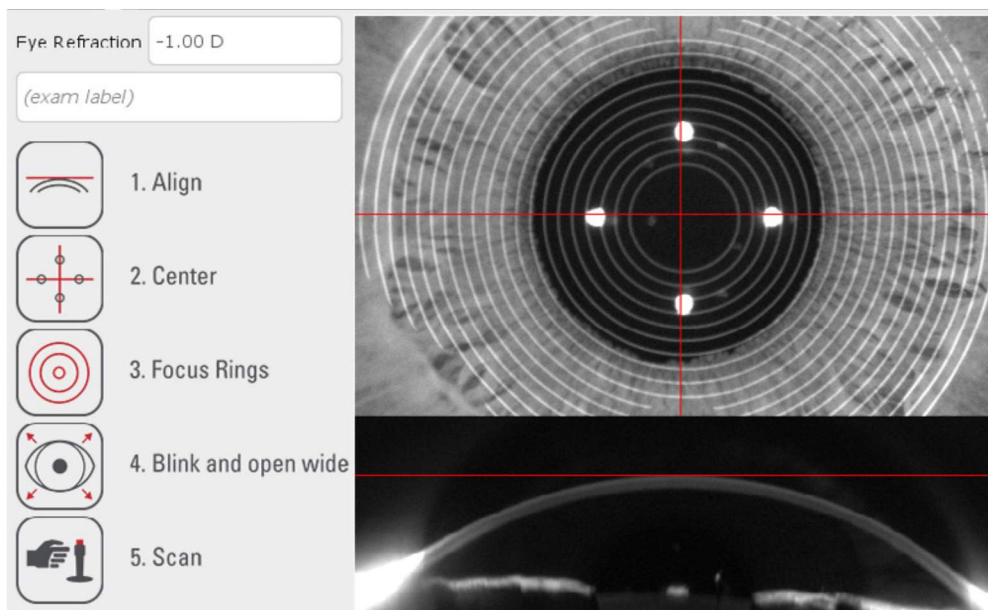 Eye Refraction -1.00 D
(exam label)
1. Align
2. Center
3. Focus Rings
4. Blink and open wide
5. Scan